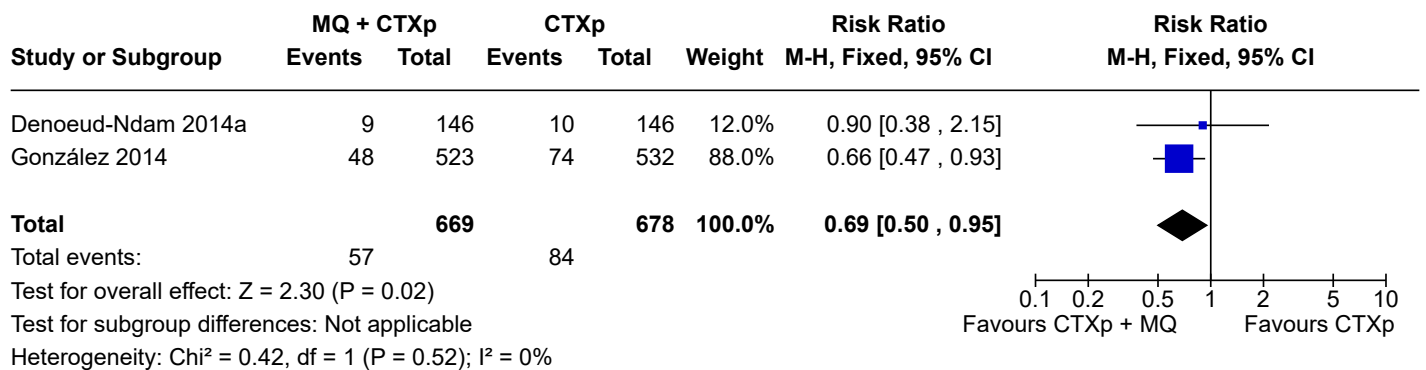 MQ + CTXp CTXp Risk Ratio Risk Ratio
Study or Subgroup Events Total Events Total Weight M-H, Fixed, 95% CI M-H, Fixed, 95% CI
Denoeud-Ndam 2014a 9 146 10 146 12.0% 0.90 [0.38 , 2.15]
González 2014 48 523 74 532 88.0% 0.66 [0.47 , 0.93]
Total 669 678 100.0% 0.69 [0.50 , 0.95]
Total events: 57 84
Test for overall effect: Z = 2.30 (P = 0.02)
0.1 0.2 0.5 1 2 5 10
Test for subgroup differences: Not applicable
Favours CTXp + MQ Favours CTXp
Heterogeneity: Chi² = 0.42, df = 1 (P = 0.52); I² = 0%